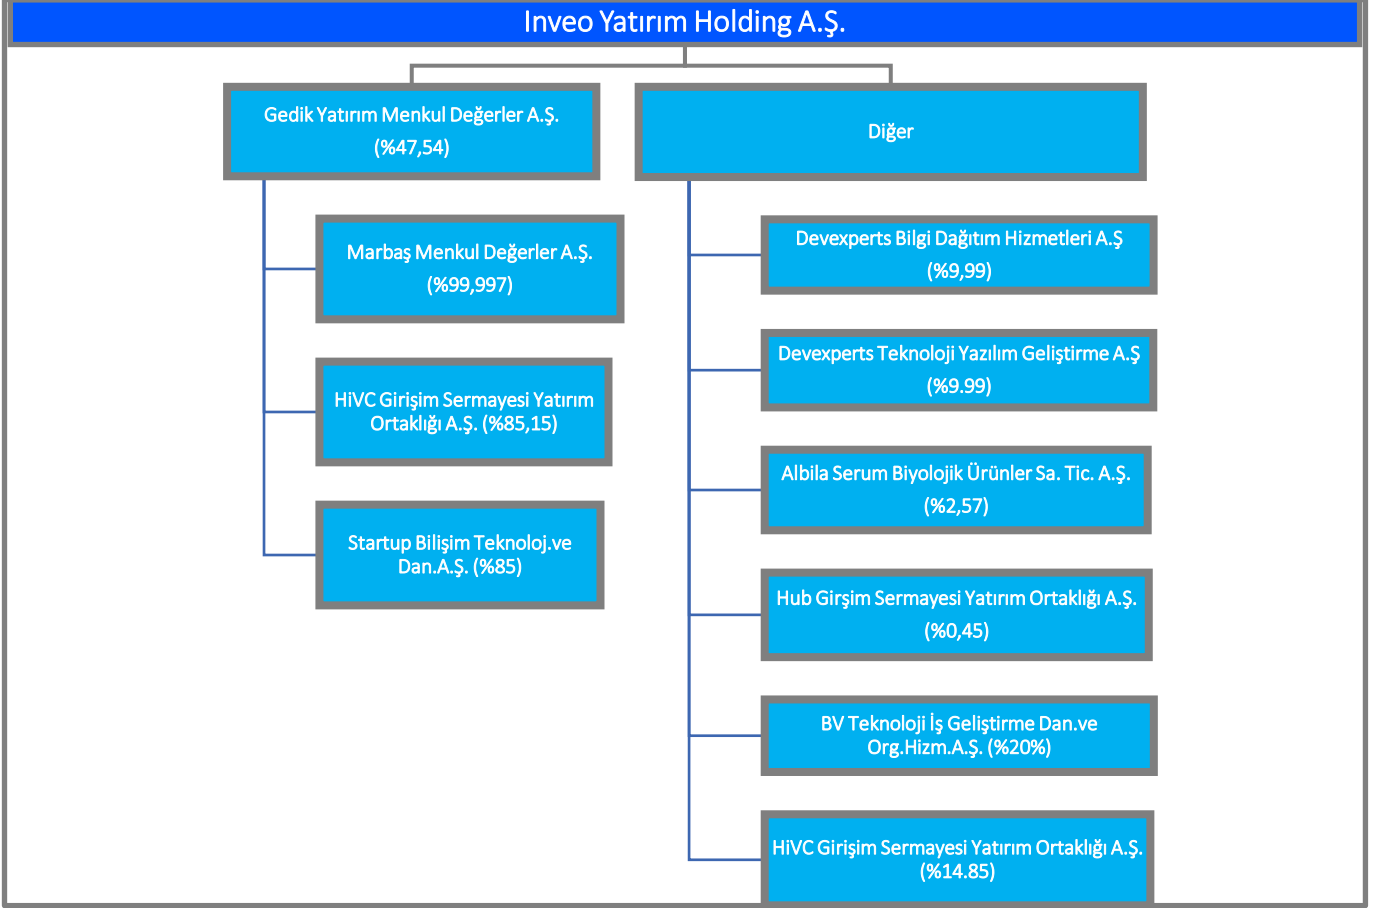 Inveo Yatırım Holding A.Ş.
Gedik Yatırım Menkul Değerler A.Ş.
(%47,54)
Marbaş Menkul Değerler A.Ş.
(%99,997)
HiVC Girişim Sermayesi Yatırım
Ortaklığı A.Ş. (%85,15)
Startup Bilişim Teknoloj.ve
Dan.A.Ş. (%85)
Diğer
Devexperts Bilgi Dağıtım Hizmetleri A.Ş
(%9,99)
Devexperts Teknoloji Yazılım Geliştirme A.Ş
(%9.99)
Albila Serum Biyolojik Ürünler Sa. Tic. A.Ş.
(%2,57)
Hub Girşim Sermayesi Yatırım Ortaklığı A.Ş.
(%0,45)
BV Teknoloji İş Geliştirme Dan.ve
Org.Hizm.A.Ş. (%20%)
HiVC Girişim Sermayesi Yatırım Ortaklığı A.Ş.
(%14.85)